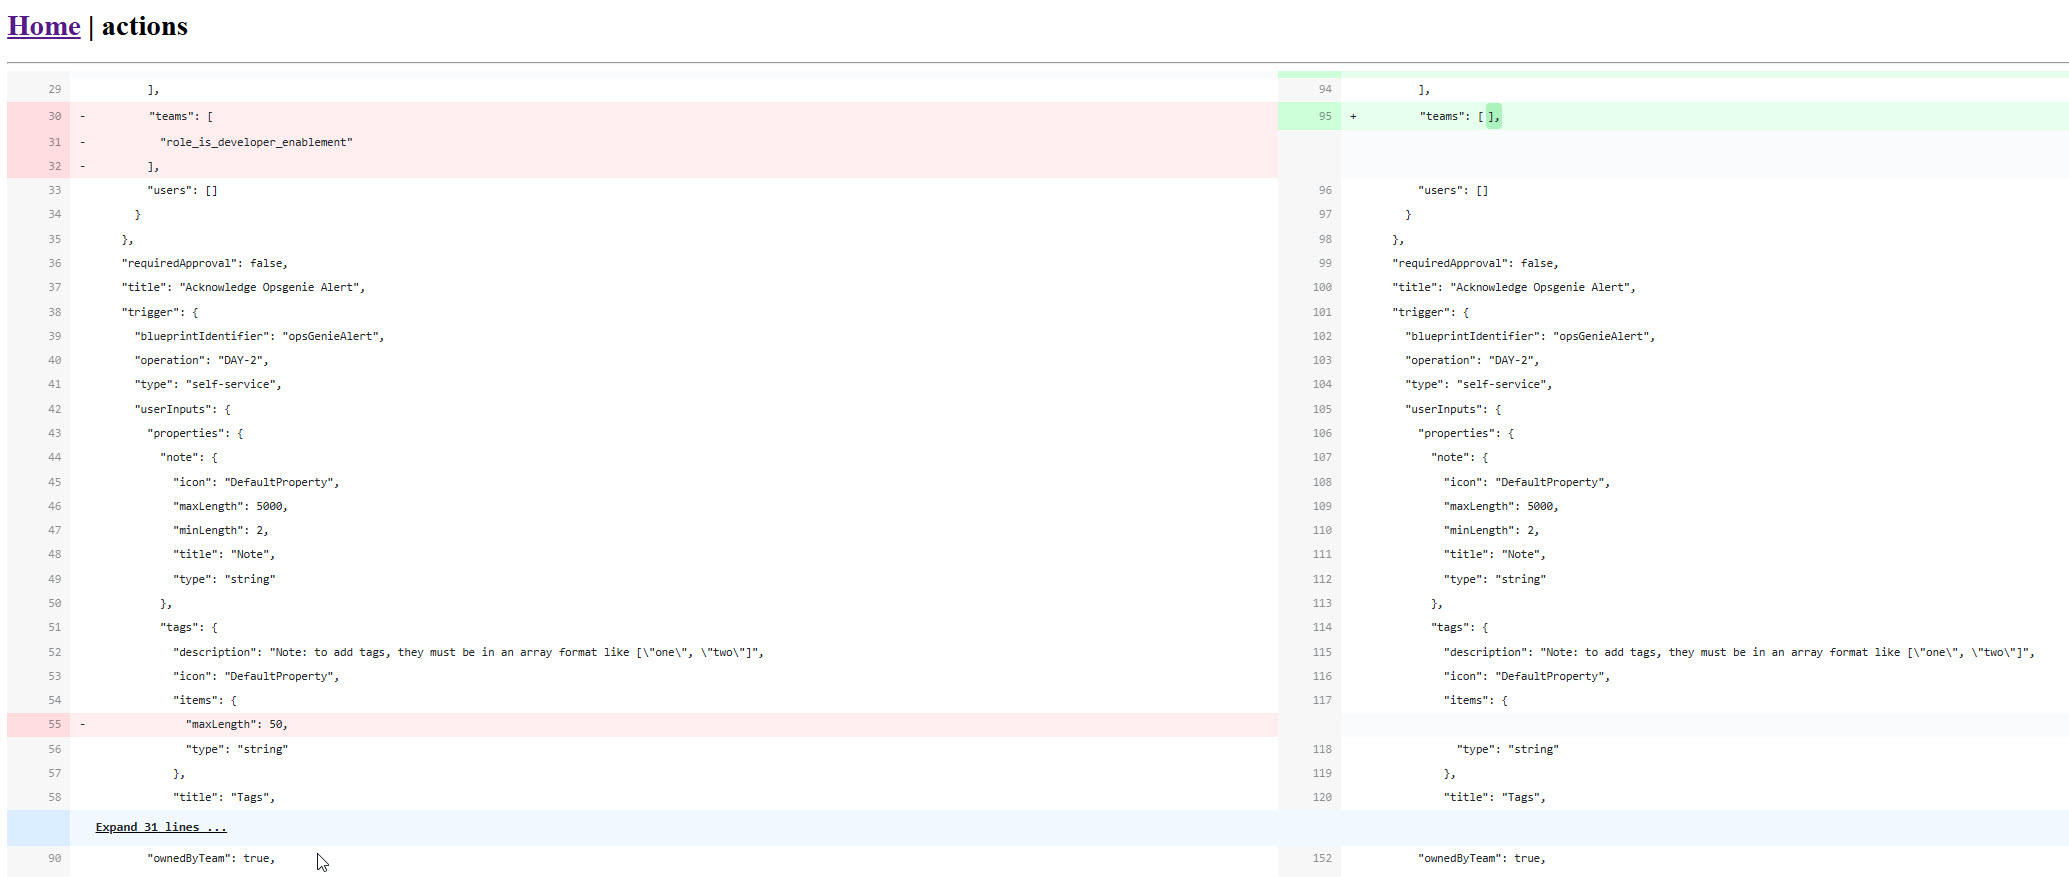 Home | actions
29 ],
30 - "teams": [
31 - "role_is_developer_enablement"
32 - ],
33 "users": []
34 }
35 },
36 "requiredApproval": false,
37 "title": "Acknowledge Opsgenie Alert",
38 "trigger": {
39 "blueprintIdentifier": "opsGenieAlert",
40 "operation": "DAY-2",
41 "type": "self-service",
42 "userInputs": {
43 "properties": {
44 "note": {
45 "icon": "DefaultProperty",
46 "maxLength": 5000,
47 "minLength": 2,
48 "title": "Note",
49 "type": "string"
50 },
51 "tags": {
52 "description": "Note: to add tags, they must be in an array format like [\"one\", \"two\"]",
53 "icon": "DefaultProperty",
54 "items": {
55 - "maxLength": 50,
56 "type": "string"
57 },
58 "title": "Tags",
Expand 31 lines ...
90 "ownedByTeam": true,
94 ],
95 + "teams": [],
96 "users": []
97 }
98 },
99 "requiredApproval": false,
100 "title": "Acknowledge Opsgenie Alert",
101 "trigger": {
102 "blueprintIdentifier": "opsGenieAlert",
103 "operation": "DAY-2",
104 "type": "self-service",
105 "userInputs": {
106 "properties": {
107 "note": {
108 "icon": "DefaultProperty",
109 "maxLength": 5000,
110 "minLength": 2,
111 "title": "Note",
112 "type": "string"
113 },
114 "tags": {
115 "description": "Note: to add tags, they must be in an array format like [\"one\", \"two\"]",
116 "icon": "DefaultProperty",
117 "items": {
118 "type": "string"
119 },
120 "title": "Tags",
152 "ownedByTeam": true,